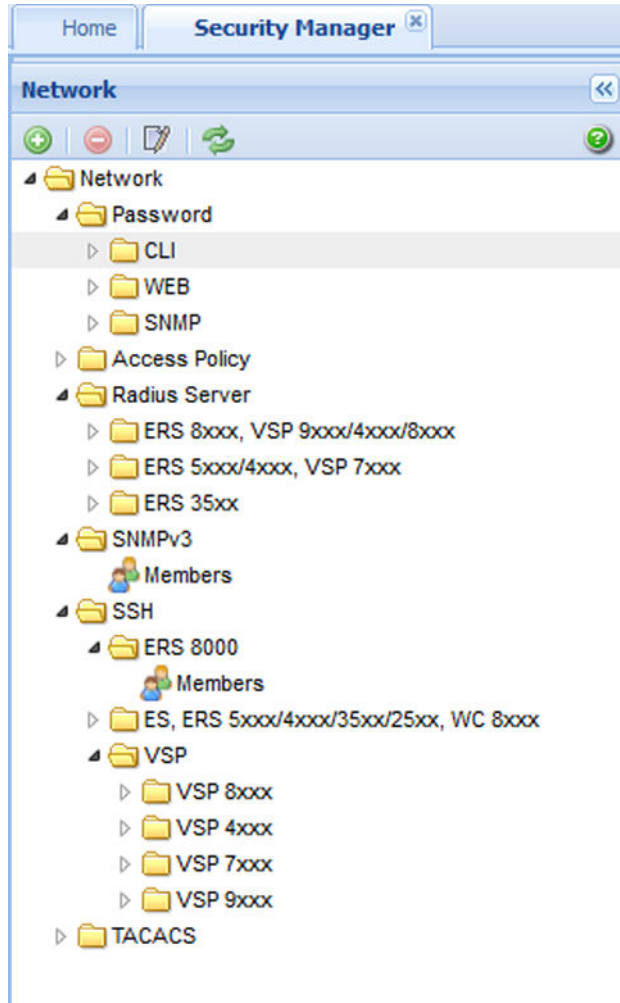 Home
Security Manager
Network
Network
Password
CLI
WEB
SNMP
Access Policy
Radius Server
ERS 8xxx, VSP 9xxx/4xxx/8xxx
ERS 5xxx/4xxx, VSP 7xxx
ERS 35xx
SNMPv3
Members
SSH
ERS 8000
Members
ES, ERS 5xxx/4xxx/35xx/25xx, WC 8xxx
VSP
VSP 8xxx
VSP 4xxx
VSP 7xxx
VSP 9xxx
TACACS